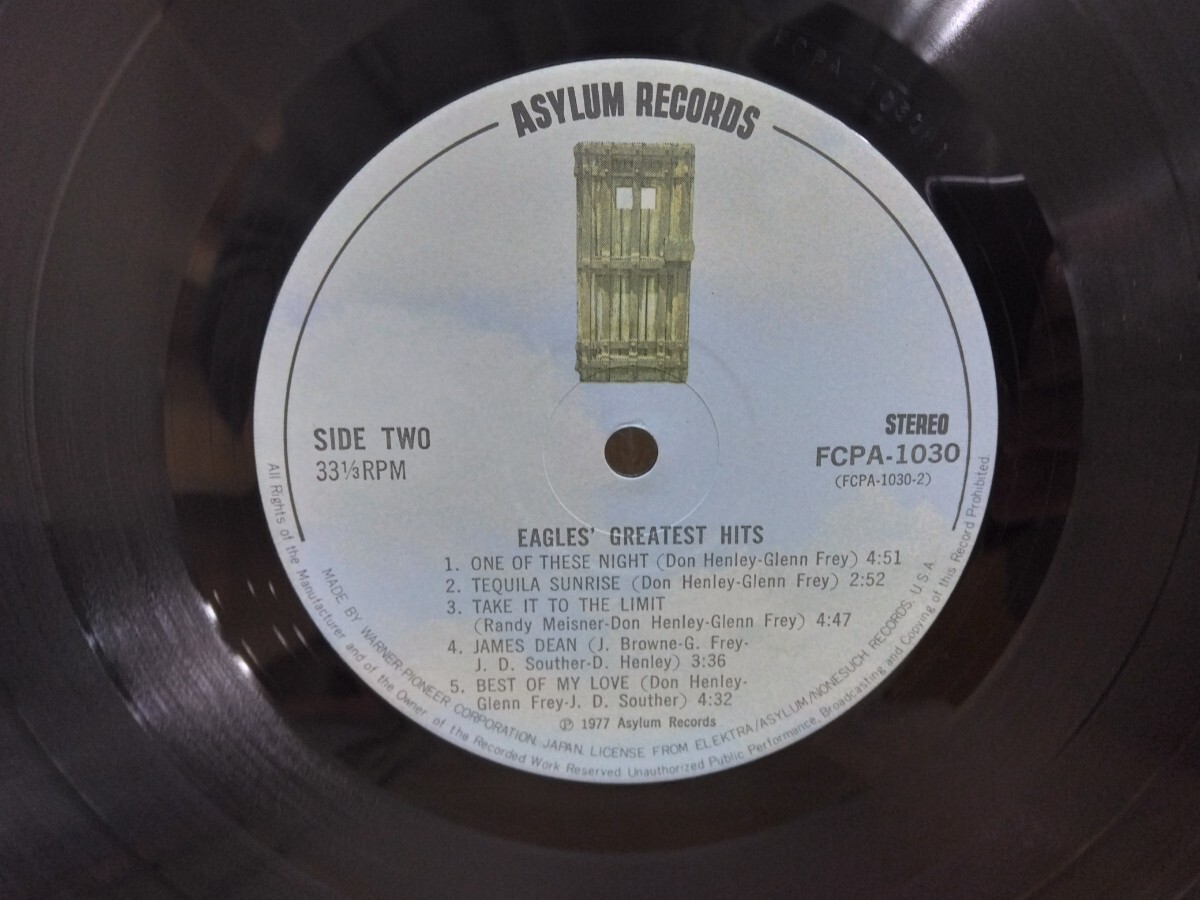 ASYLUM RECORDS
SIDE TWO
33⅓ RPM
STEREO
FCPA-1030
(FCPA-1030-2)
EAGLES' GREATEST HITS
1. ONE OF THESE NIGHT (Don Henley-Glenn Frey) 4:51
2. TEQUILA SUNRISE (Don Henley-Glenn Frey) 2:52
3. TAKE IT TO THE LIMIT
(Randy Meisner-Don Henley-Glenn Frey) 4:47
4. JAMES DEAN (J. Browne-G. Frey-
J. D. Souther-D. Henley) 3:36
5. BEST OF MY LOVE (Don Henley-
Glenn Frey-J. D. Souther) 4:32
Ⓟ 1977 Asylum Records
MADE BY WARNER-PIONEER CORPORATION, JAPAN. LICENSE FROM ELEKTRA/ASYLUM/NONESUCH RECORDS, U.S.A.
All Rights of the Manufacturer and of the Owner of the Recorded Work Reserved. Unauthorized Public Performance, Broadcasting and Copying of this Record Prohibited.
FCPA